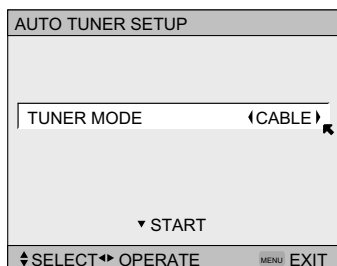 AUTO TUNER SETUP
TUNER MODE ◀CABLE▶
▼ START
▲▼SELECT◀▶ OPERATE MENU EXIT